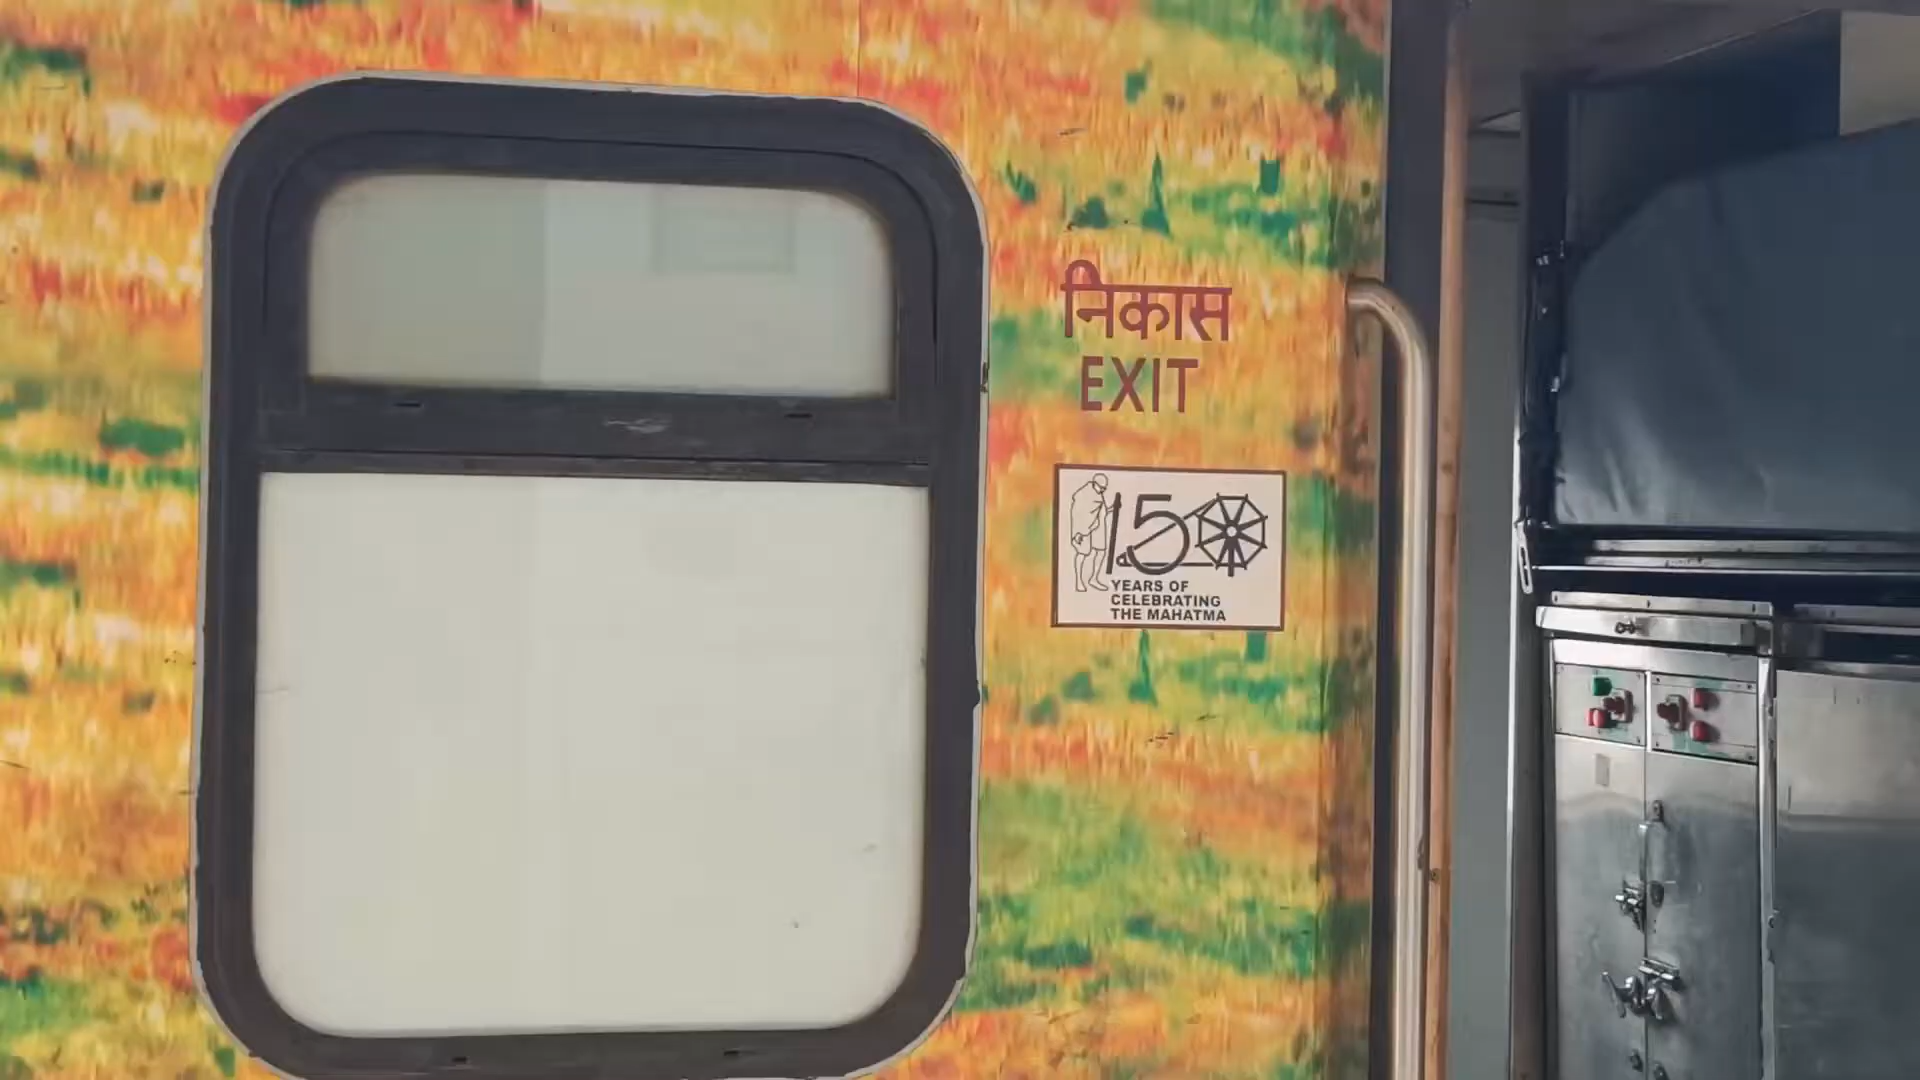 निकास
EXIT
150
YEARS OF
CELEBRATING
THE MAHATMA